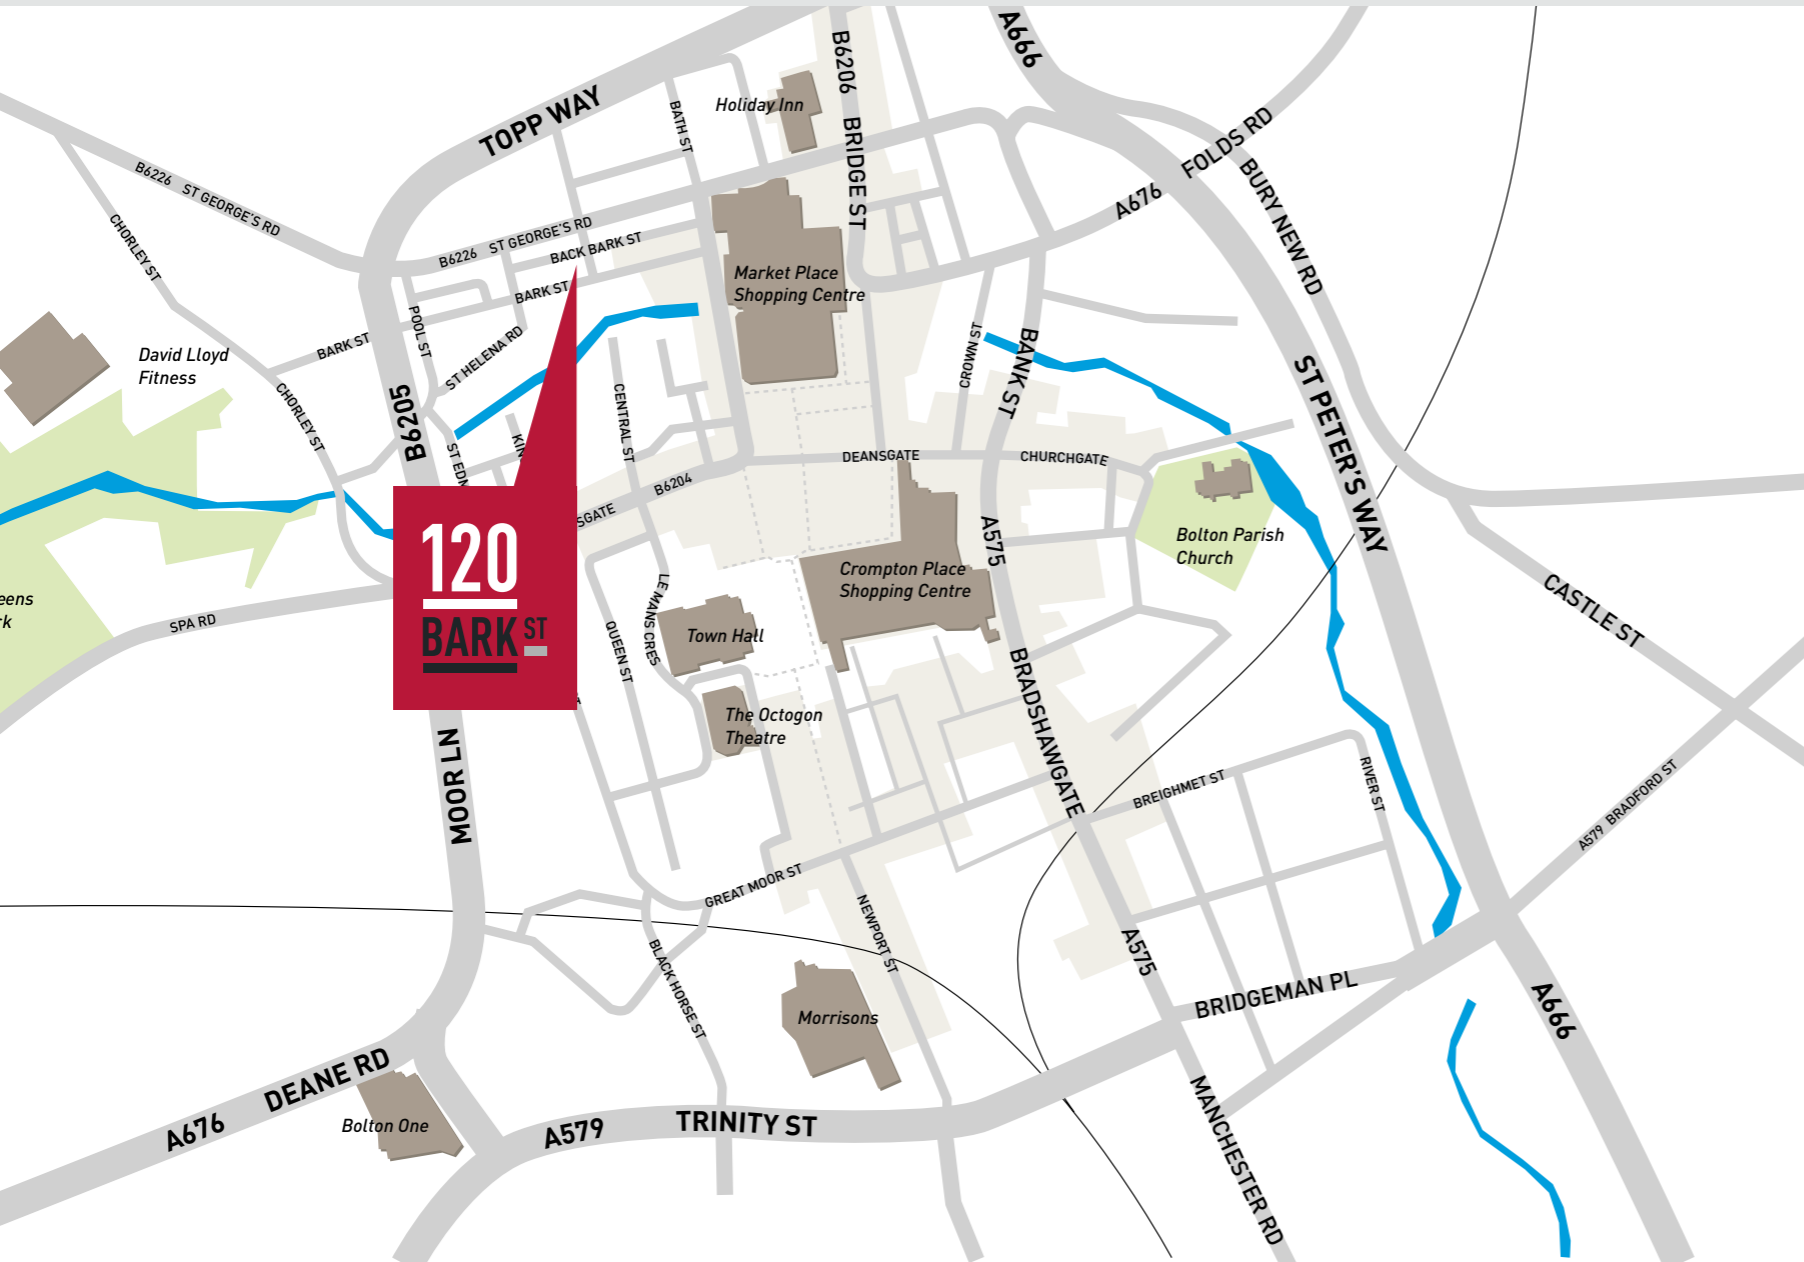 A666
B6206
TOPP WAY
Holiday Inn
BATH ST
BRIDGE ST
FOLDS RD
A676
BURY NEW RD
B6226 ST GEORGE'S RD
CHORLEY ST
B6226 ST GEORGE'S RD
BACK BARK ST
BARK ST
Market Place
Shopping Centre
POOL ST
BARK ST
ST HELENA RD
David Lloyd
Fitness
CROWN ST
BANK ST
ST PETER'S WAY
CHORLEY ST
B6205
CENTRAL ST
DEANSGATE
CHURCHGATE
B6204
A575
Bolton Parish
Church
120
BARK ST
Crompton Place
Shopping Centre
CASTLE ST
SPA RD
LE MANS CRES
QUEEN ST
Town Hall
The Octogon
Theatre
BRADSHAWGATE
MOOR LN
BREIGHMET ST
RIVER ST
A579 BRADFORD ST
GREAT MOOR ST
NEWPORT ST
BLACK HORSE ST
A575
BRIDGEMAN PL
A666
Morrisons
DEANE RD
A676
Bolton One
A579
TRINITY ST
MANCHESTER RD